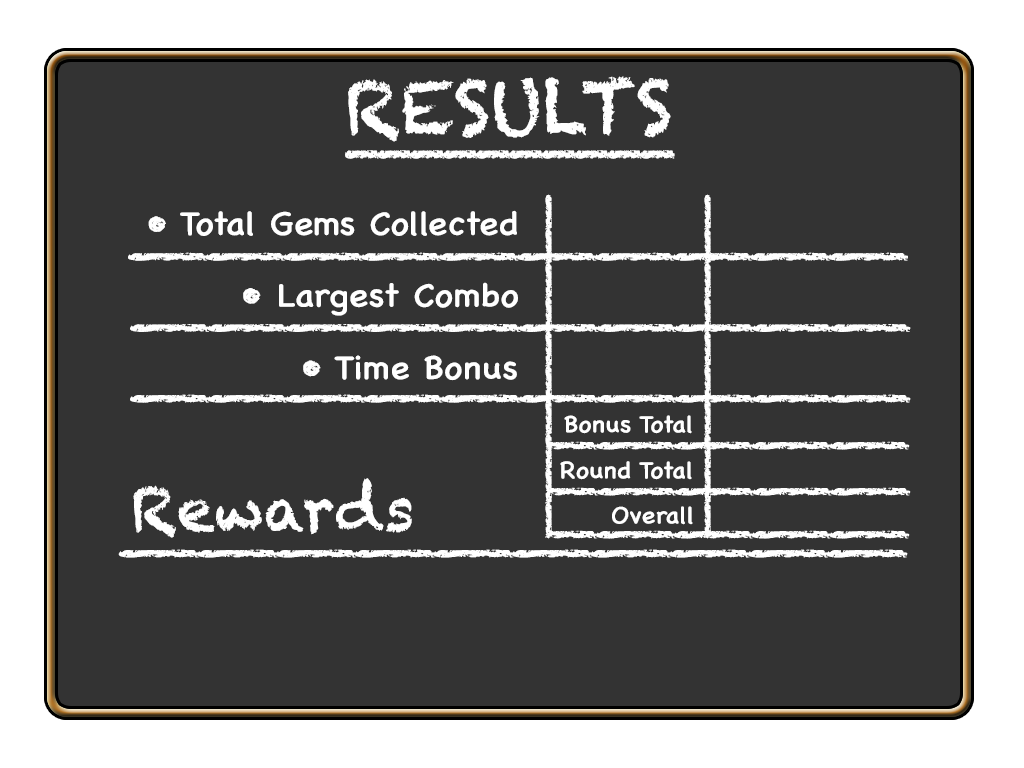 RESULTS
• Total Gems Collected
• Largest Combo
• Time Bonus
Bonus Total
Round Total
Overall
Rewards